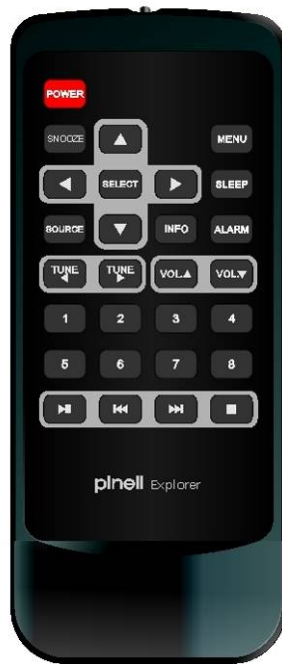 POWER
SNOOZE MENU
SELECT SLEEP
SOURCE INFO ALARM
TUNE TUNE VOL▲ VOL▼
1 2 3 4
5 6 7 8
pinell Explorer